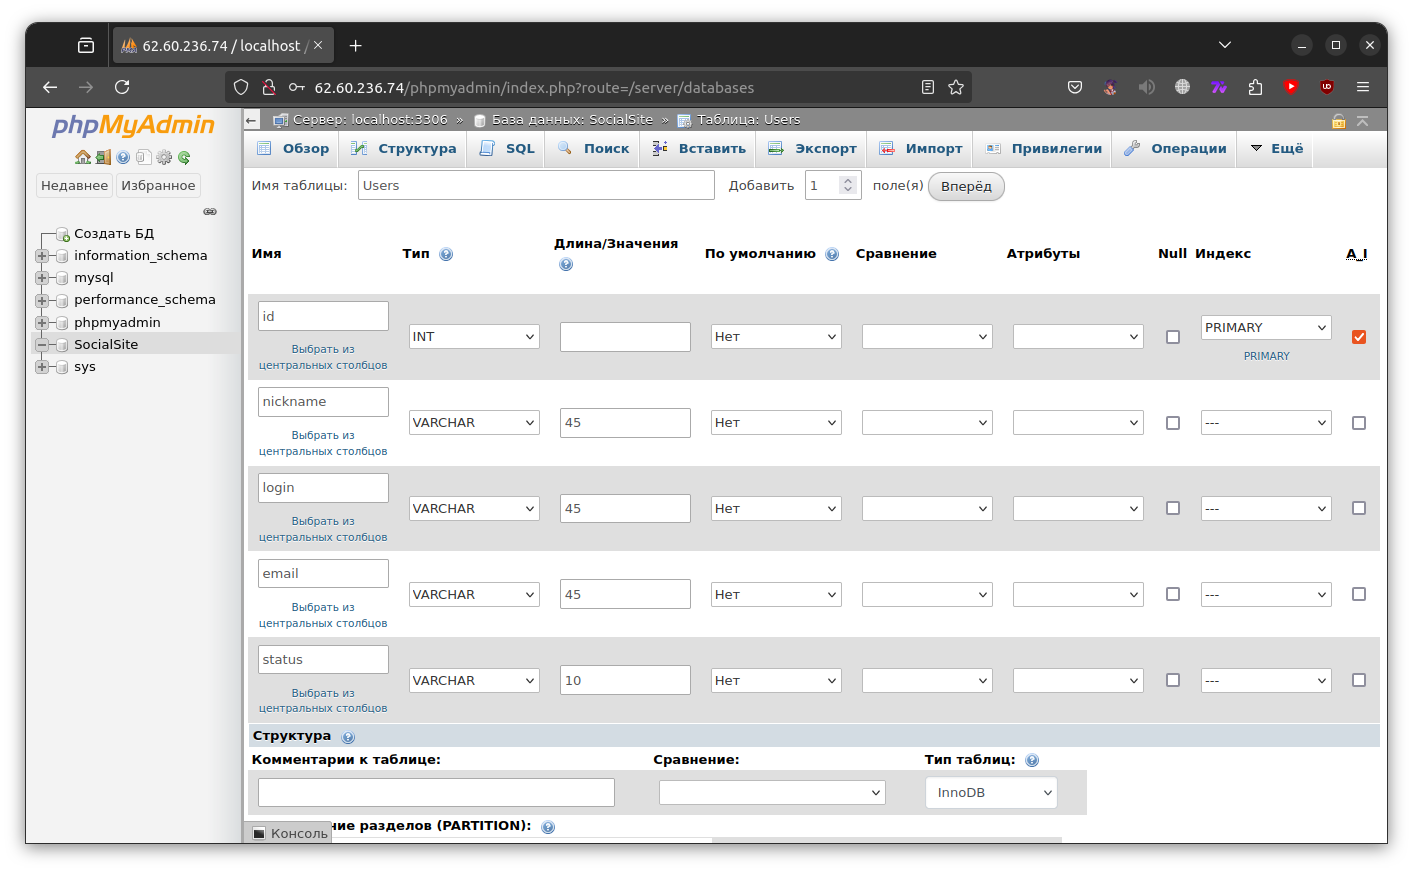 62.60.236.74 / localhost /
62.60.236.74/phpmyadmin/index.php?route=/server/databases
phpMyAdmin
Недавнее Избранное
Создать БД
information_schema
mysql
performance_schema
phpmyadmin
SocialSite
sys
Сервер: localhost:3306 » База данных: SocialSite » Таблица: Users
Обзор Структура SQL Поиск Вставить Экспорт Импорт Привилегии Операции Ещё
Имя таблицы: Users Добавить 1 поле(я) Вперёд
Имя Тип Длина/Значения По умолчанию Сравнение Атрибуты Null Индекс A_I
id INT Нет PRIMARY
Выбрать из
центральных столбцов
PRIMARY
nickname VARCHAR 45 Нет ---
Выбрать из
центральных столбцов
login VARCHAR 45 Нет ---
Выбрать из
центральных столбцов
email VARCHAR 45 Нет ---
Выбрать из
центральных столбцов
status VARCHAR 10 Нет ---
Выбрать из
центральных столбцов
Структура
Комментарии к таблице: Сравнение: Тип таблиц:
InnoDB
ние разделов (PARTITION):
Консоль